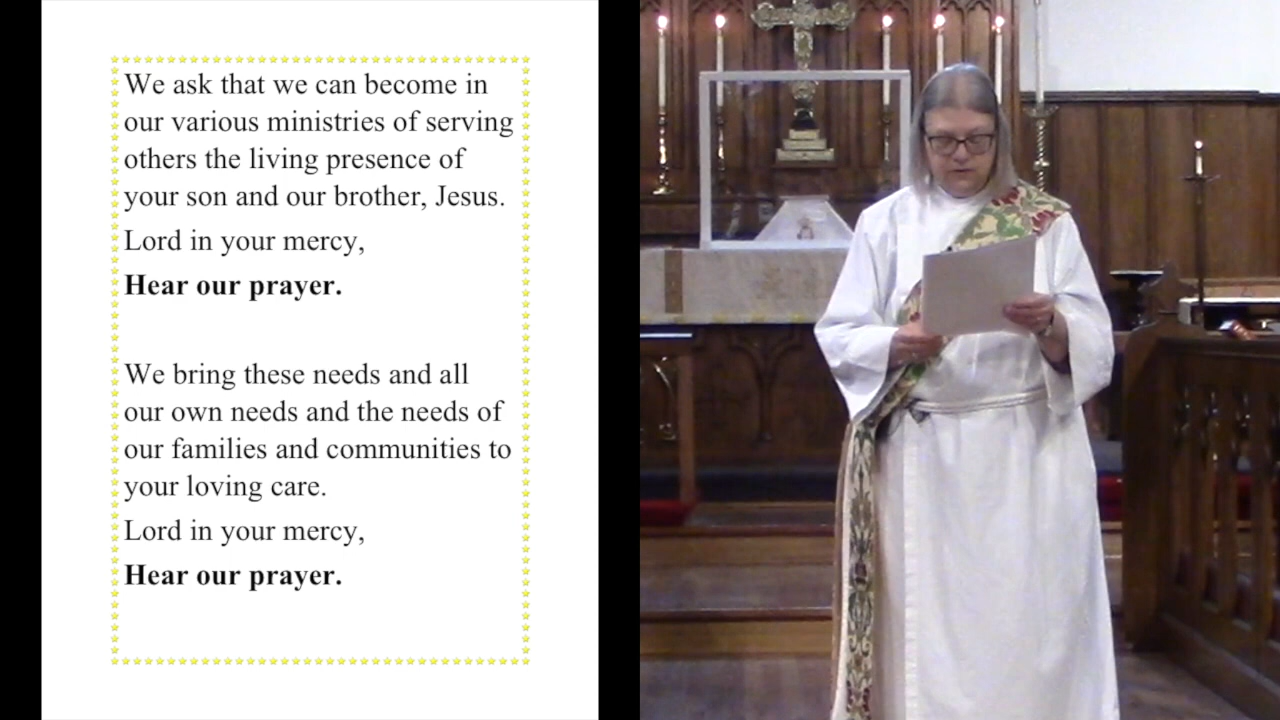 We ask that we can become in
our various ministries of serving
others the living presence of
your son and our brother, Jesus.
Lord in your mercy,
Hear our prayer.
We bring these needs and all
our own needs and the needs of
our families and communities to
your loving care.
Lord in your mercy,
Hear our prayer.